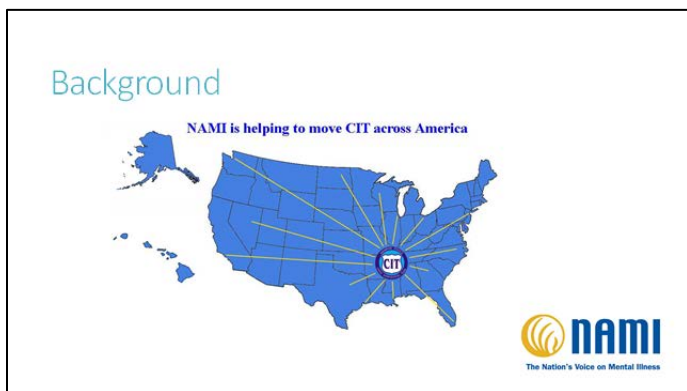 Background
NAMI is helping to move CIT across America
CIT
NAMI
The Nation's Voice on Mental Illness